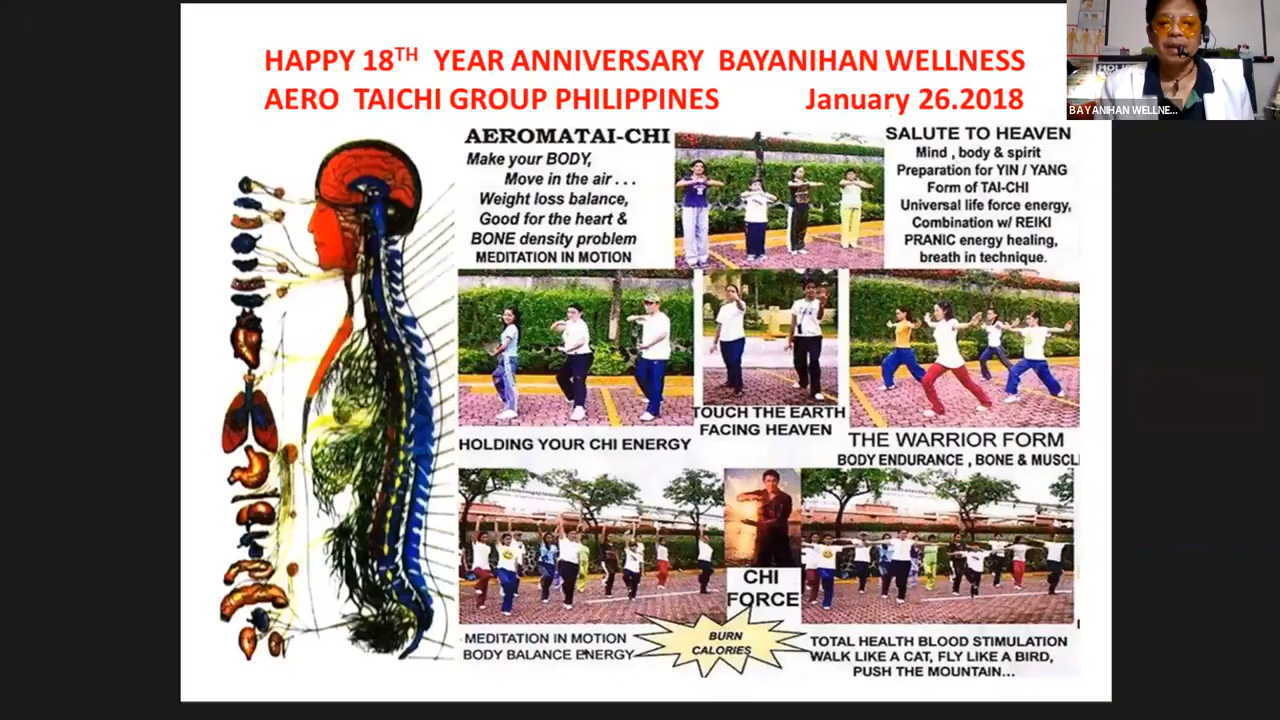 HAPPY 18TH YEAR ANNIVERSARY BAYANIHAN WELLNESS
AERO TAICHI GROUP PHILIPPINES January 26.2018
BAYANIHAN WELLNE...
AEROMATAI-CHI
Make your BODY,
Move in the air . . .
Weight loss balance,
Good for the heart &
BONE density problem
MEDITATION IN MOTION
SALUTE TO HEAVEN
Mind , body & spirit
Preparation for YIN / YANG
Form of TAI-CHI
Universal life force energy,
Combination w/ REIKI
PRANIC energy healing,
breath in technique.
HOLDING YOUR CHI ENERGY
TOUCH THE EARTH
FACING HEAVEN
THE WARRIOR FORM
BODY ENDURANCE , BONE & MUSCL
CHI
FORCE
MEDITATION IN MOTION
BODY BALANCE ENERGY
BURN
CALORIES
TOTAL HEALTH BLOOD STIMULATION
WALK LIKE A CAT, FLY LIKE A BIRD,
PUSH THE MOUNTAIN...